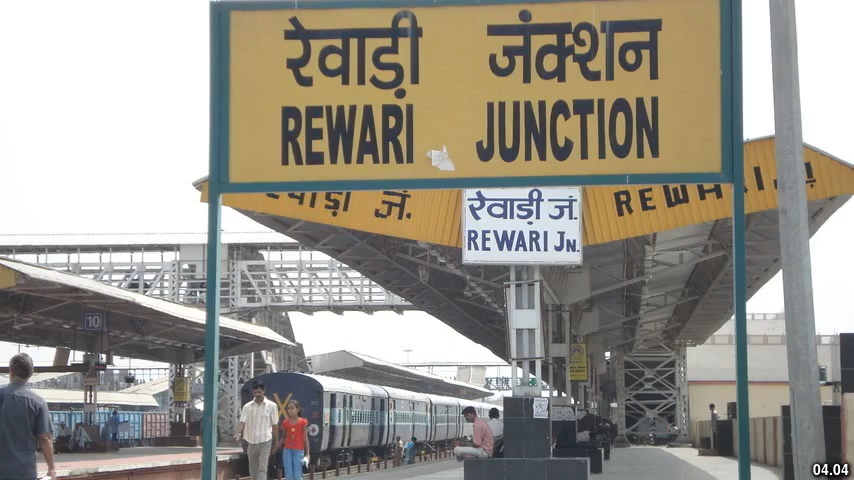 रेवाड़ी जंक्शन
REWARI JUNCTION
रेवाड़ी जं.
REWARI J
रेवाड़ी जं.
REWARI JN.
10
04.04